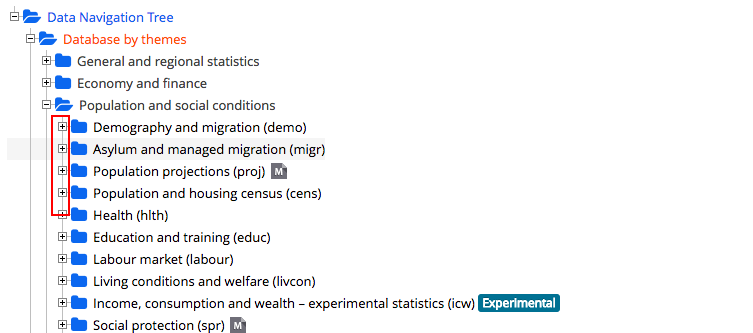 Data Navigation Tree
Database by themes
General and regional statistics
Economy and finance
Population and social conditions
Demography and migration (demo)
Asylum and managed migration (migr)
Population projections (proj) M
Population and housing census (cens)
Health (hlth)
Education and training (educ)
Labour market (labour)
Living conditions and welfare (livcon)
Income, consumption and wealth – experimental statistics (icw) Experimental
Social protection (spr) M